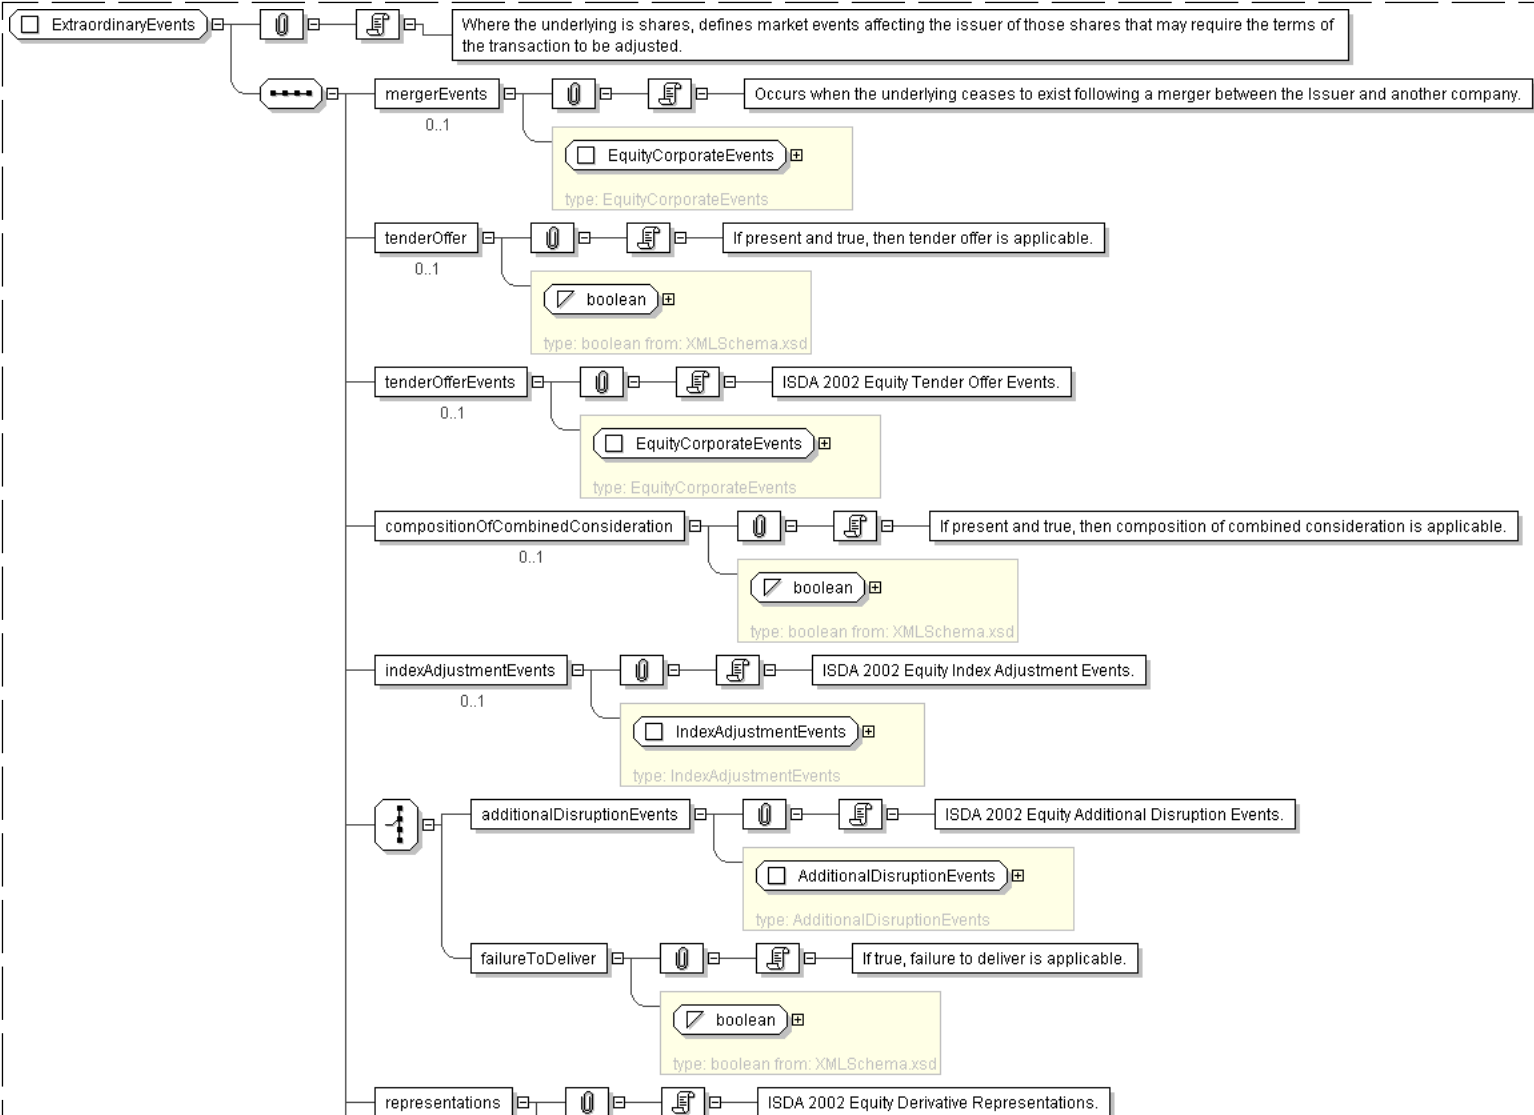 ExtraordinaryEvents
Where the underlying is shares, defines market events affecting the issuer of those shares that may require the terms of
the transaction to be adjusted.
mergerEvents
Occurs when the underlying ceases to exist following a merger between the Issuer and another company.
0..1
EquityCorporateEvents
type: EquityCorporateEvents
tenderOffer
If present and true, then tender offer is applicable.
0..1
boolean
type: boolean from: XMLSchema.xsd
tenderOfferEvents
ISDA 2002 Equity Tender Offer Events.
0..1
EquityCorporateEvents
type: EquityCorporateEvents
compositionOfCombinedConsideration
If present and true, then composition of combined consideration is applicable.
0..1
boolean
type: boolean from: XMLSchema.xsd
indexAdjustmentEvents
ISDA 2002 Equity Index Adjustment Events.
0..1
IndexAdjustmentEvents
type: IndexAdjustmentEvents
additionalDisruptionEvents
ISDA 2002 Equity Additional Disruption Events.
AdditionalDisruptionEvents
type: AdditionalDisruptionEvents
failureToDeliver
If true, failure to deliver is applicable.
boolean
type: boolean from: XMLSchema.xsd
representations
ISDA 2002 Equity Derivative Representations.